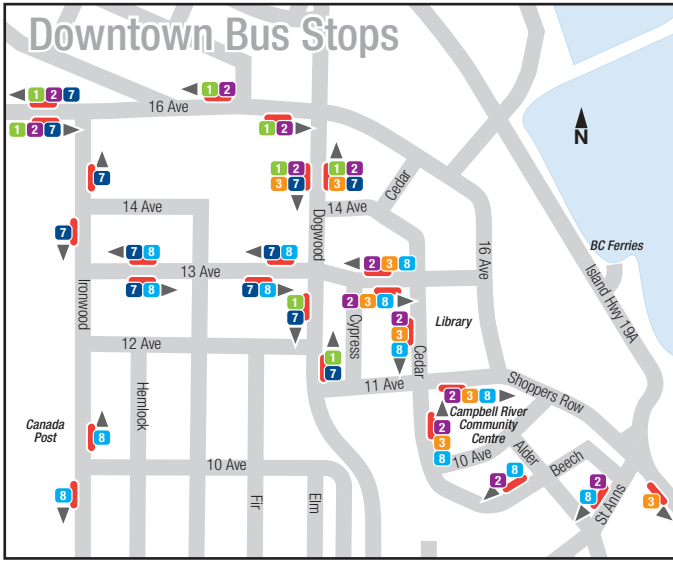 Downtown Bus Stops
1 2
1 2 7
16 Ave
1 2 7
1 2
N
1 2
3 7
1 2
3 7
7
Cedar
14 Ave
14 Ave
Dogwood
7
16 Ave
BC Ferries
7 8
7 8
2 3 8
13 Ave
Island Hwy 19A
Ironwood
7 8
7 8
1
7
2 3 8
2
3
8
Cypress
Library
12 Ave
Cedar
1
7
11 Ave
Hemlock
Shoppers Row
2 3 8
Canada
Post
8
Campbell River
Community
Centre
2
3
8
10 Ave
10 Ave
Alder
Beech
8
2
2
8
St Anns
8
Fir
Elm
3